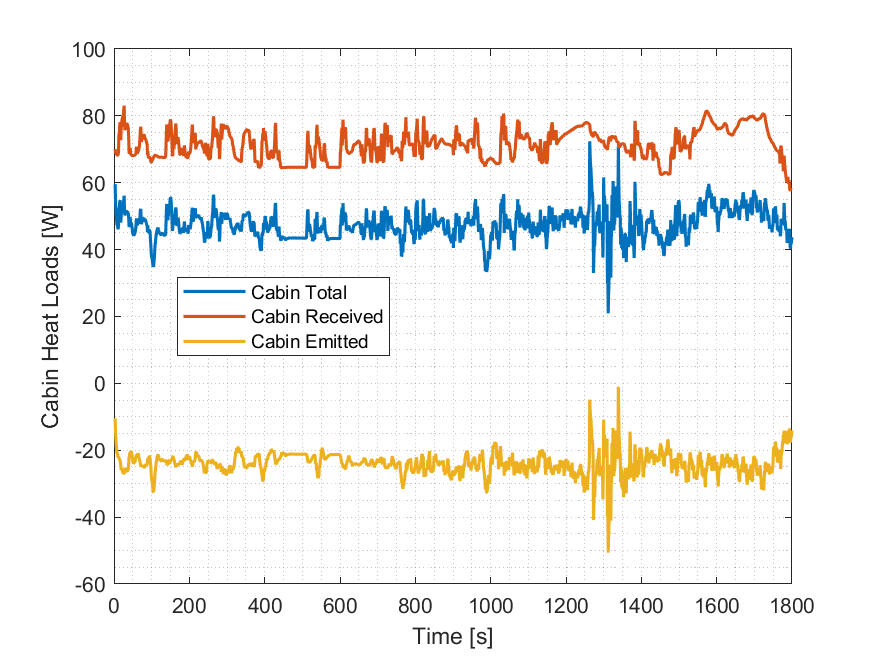 100
80
60
40
20
0
-20
-40
-60
Cabin Heat Loads [W]
Cabin Total
Cabin Received
Cabin Emitted
0 200 400 600 800 1000 1200 1400 1600 1800
Time [s]